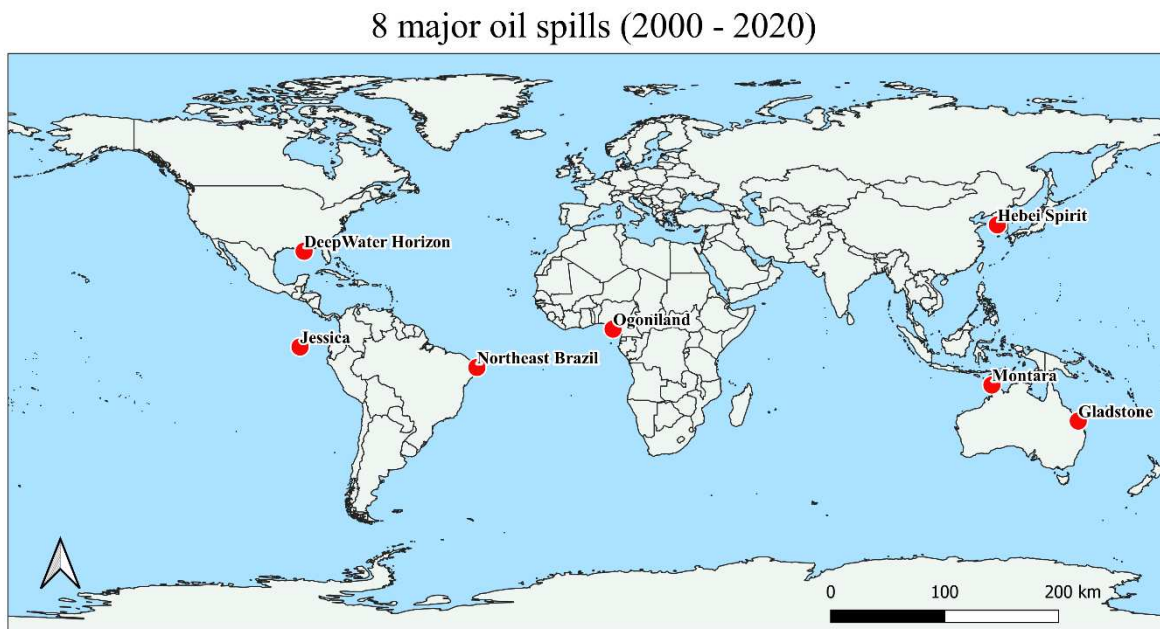 8 major oil spills (2000 - 2020)
Hebei Spirit
DeepWater Horizon
Ogoniland
Jessica
Northeast Brazil
Montara
Gladstone
0 100 200 km